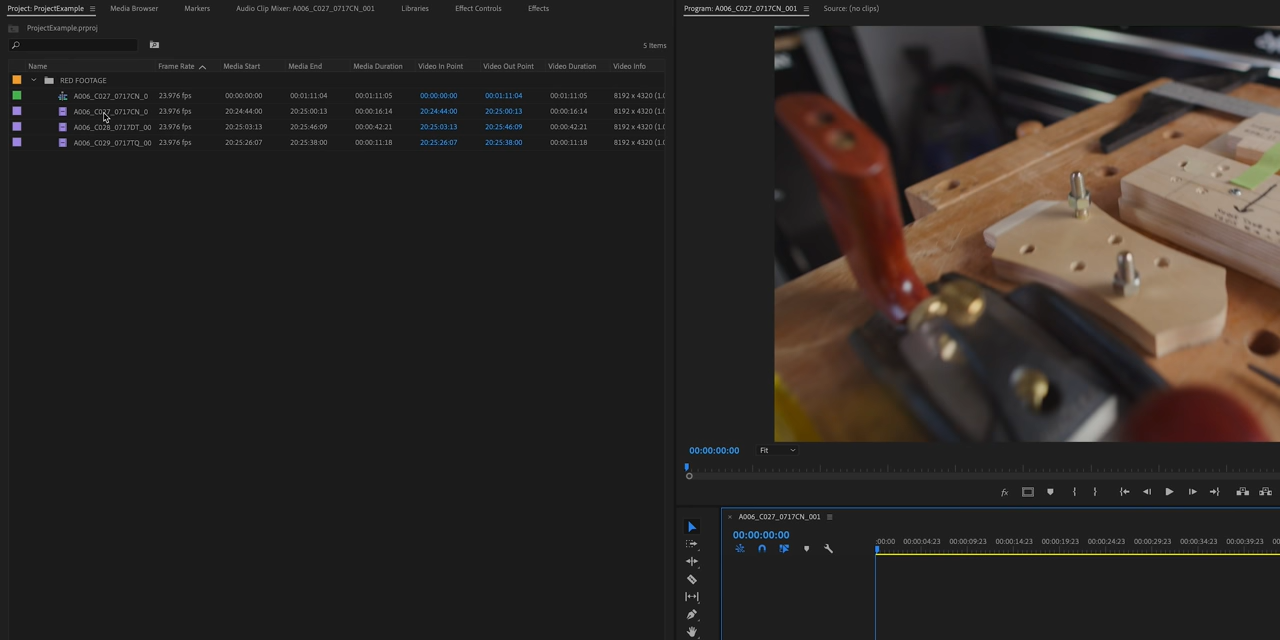 Project: ProjectExample Media Browser Markers Audio Clip Mixer: A006_C027_0717CN_001 Libraries Effect Controls Effects
ProjectExample.prproj
5 Items
Name Frame Rate Media Start Media End Media Duration Video In Point Video Out Point Video Duration Video Info
RED FOOTAGE
A006_C027_0717CN_0 23.976 fps 00:00:00:00 00:01:11:04 00:01:11:05 00:00:00:00 00:01:11:04 00:01:11:05 8192 x 4320 (1.0
A006_C027_0717CN_0 23.976 fps 20:24:44:00 20:25:00:13 00:00:16:14 20:24:44:00 20:25:00:13 00:00:16:14 8192 x 4320 (1.0
A006_C028_0717DT_00 23.976 fps 20:25:03:13 20:25:46:09 00:00:42:21 20:25:03:13 20:25:46:09 00:00:42:21 8192 x 4320 (1.0
A006_C029_0717TQ_00 23.976 fps 20:25:26:07 20:25:38:00 00:00:11:18 20:25:26:07 20:25:38:00 00:00:11:18 8192 x 4320 (1.0
Program: A006_C027_0717CN_001 Source: (no clips)
00:00:00:00 Fit
fx
× A006_C027_0717CN_001
00:00:00:00
:00:00 00:00:04:23 00:00:09:23 00:00:14:23 00:00:19:23 00:00:24:23 00:00:29:23 00:00:34:23 00:00:39:23 00